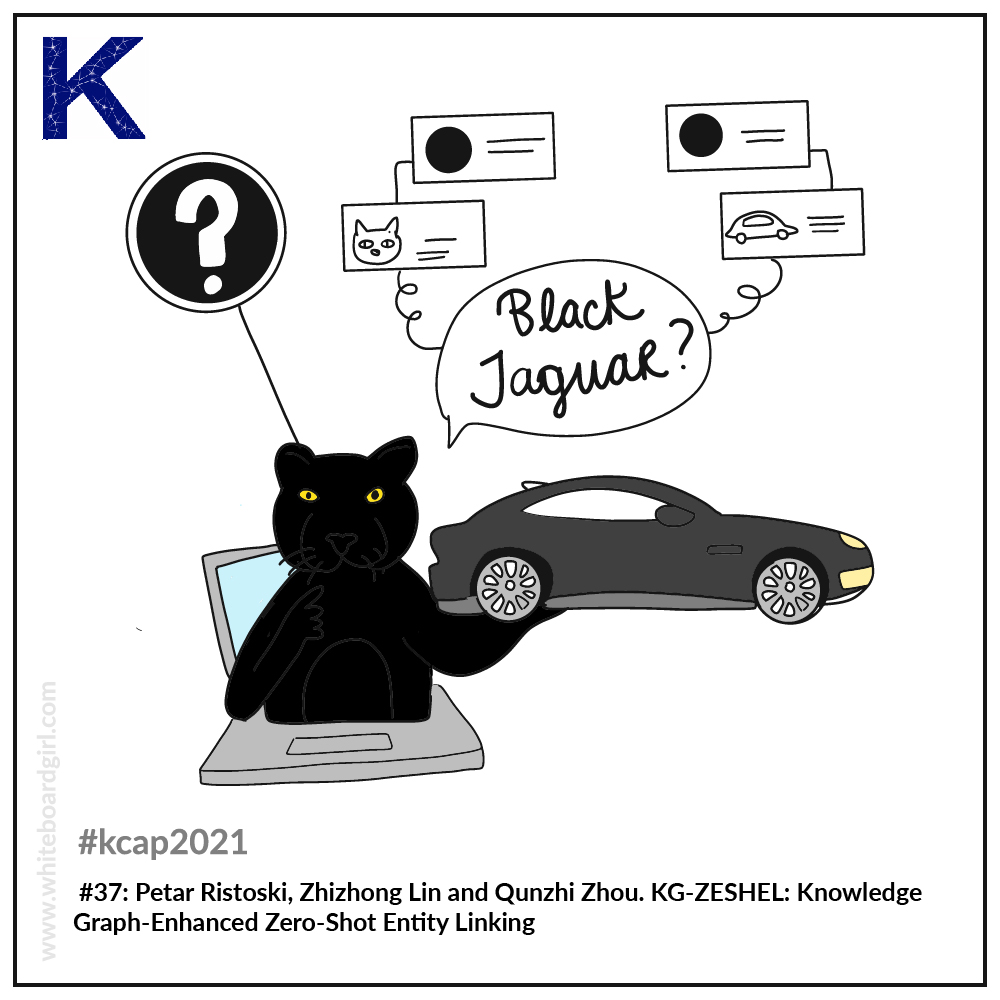 K
?
Black
Jaguar?
www.whiteboardgirl.com
#kcap2021
#37: Petar Ristoski, Zhizhong Lin and Qunzhi Zhou. KG-ZESHEL: Knowledge
Graph-Enhanced Zero-Shot Entity Linking